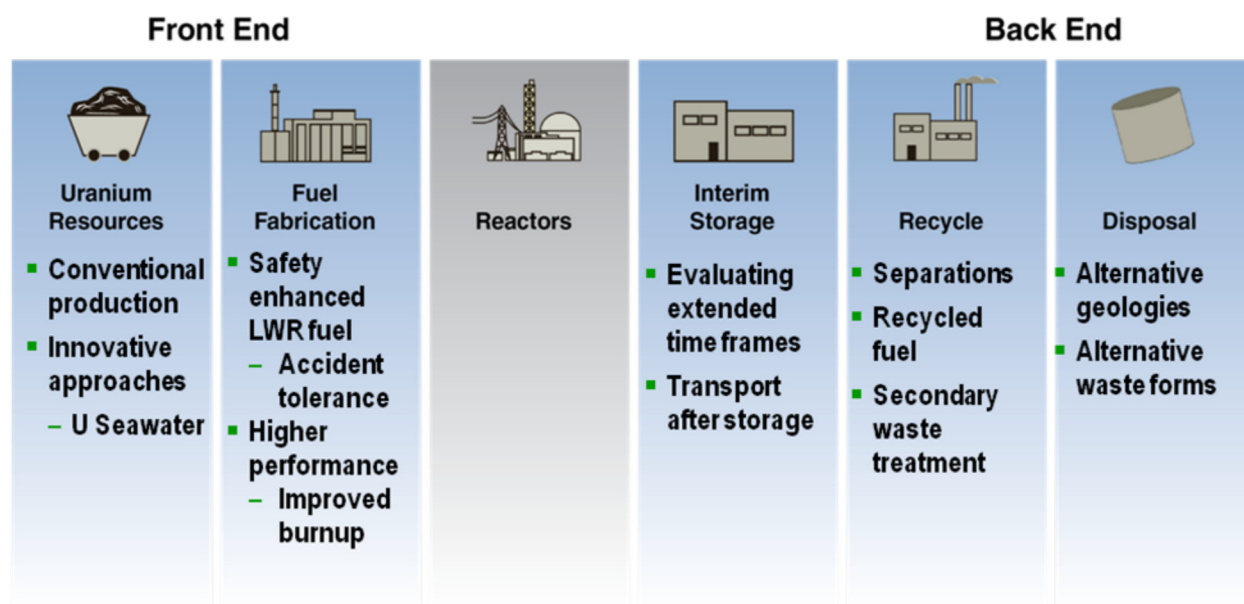 Front End
Back End
Uranium
Resources
▪ Conventional
production
▪ Innovative
approaches
– U Seawater
Fuel
Fabrication
▪ Safety
enhanced
LWR fuel
– Accident
tolerance
▪ Higher
performance
– Improved
burnup
Reactors
Interim
Storage
▪ Evaluating
extended
time frames
▪ Transport
after storage
Recycle
▪ Separations
▪ Recycled
fuel
▪ Secondary
waste
treatment
Disposal
▪ Alternative
geologies
▪ Alternative
waste forms